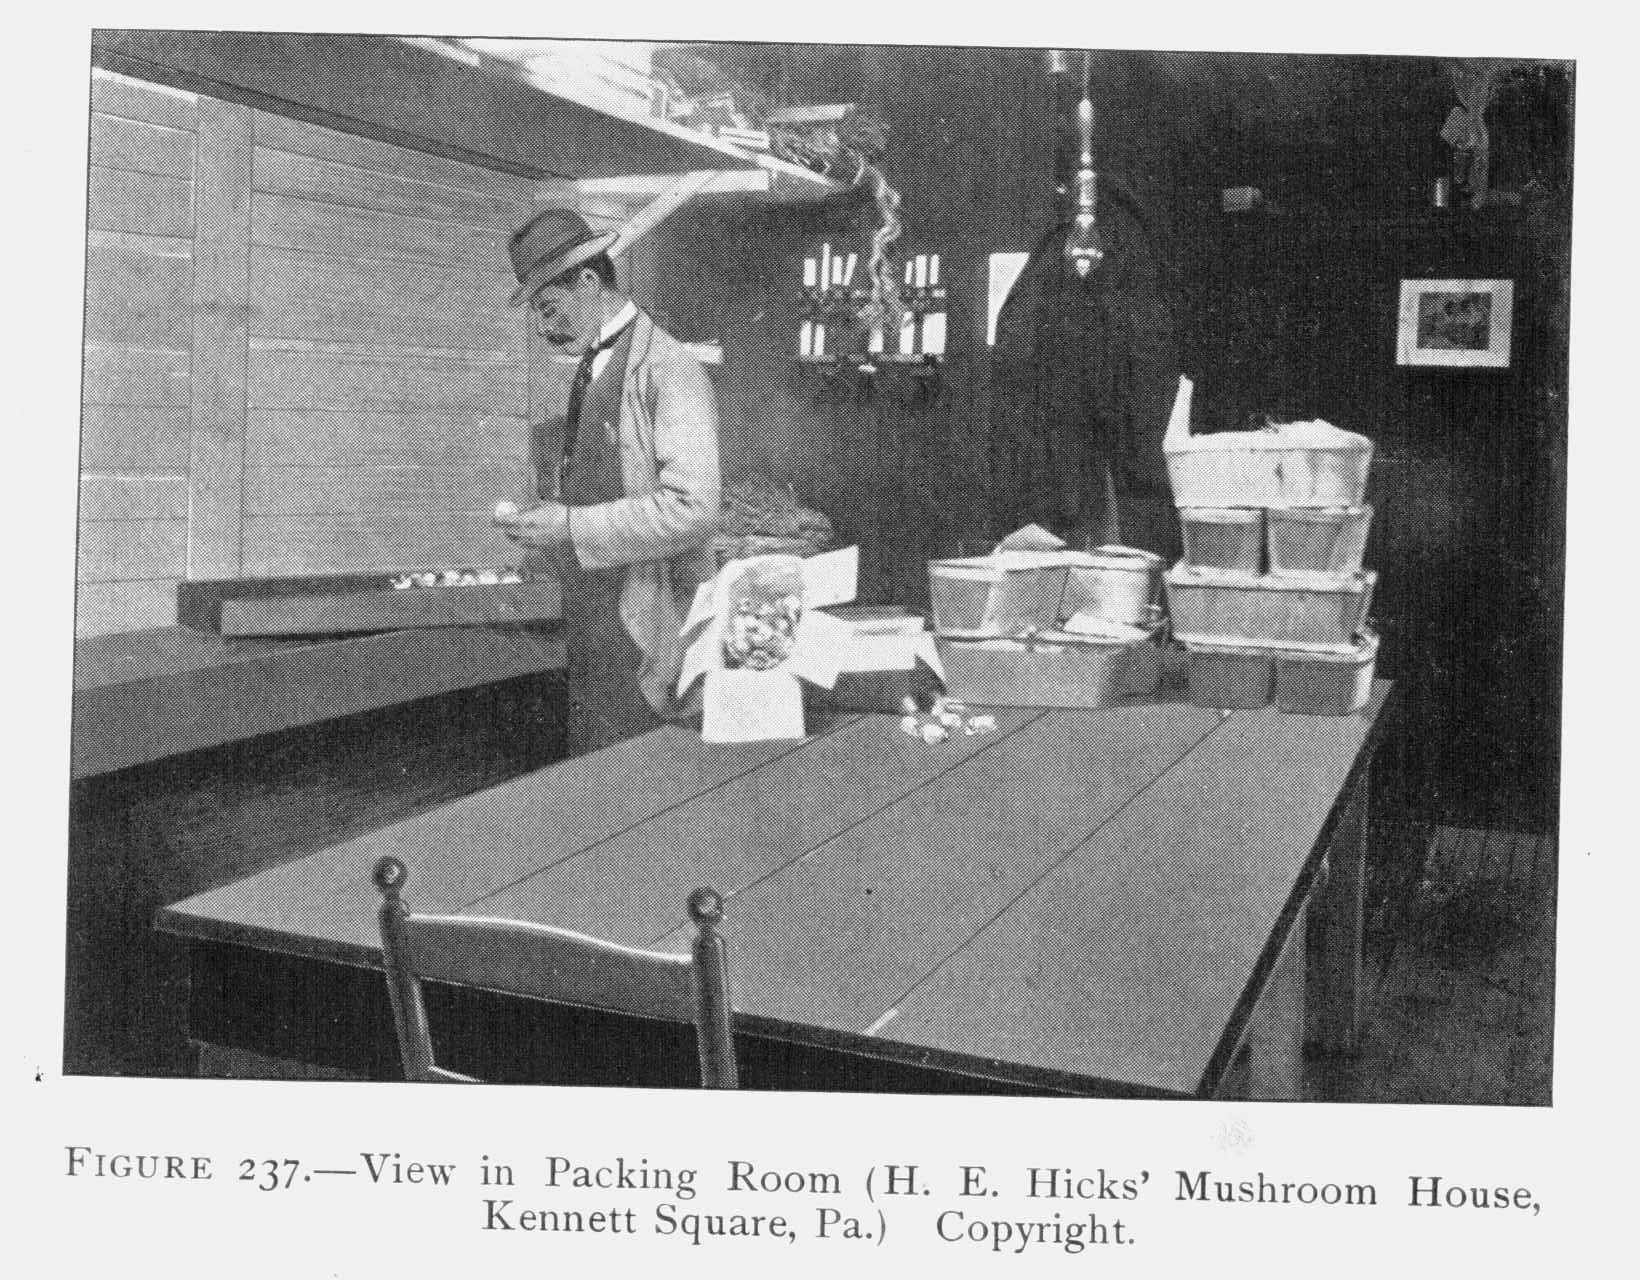 FIGURE 237.—View in Packing Room (H. E. Hicks' Mushroom House,
Kennett Square, Pa.) Copyright.